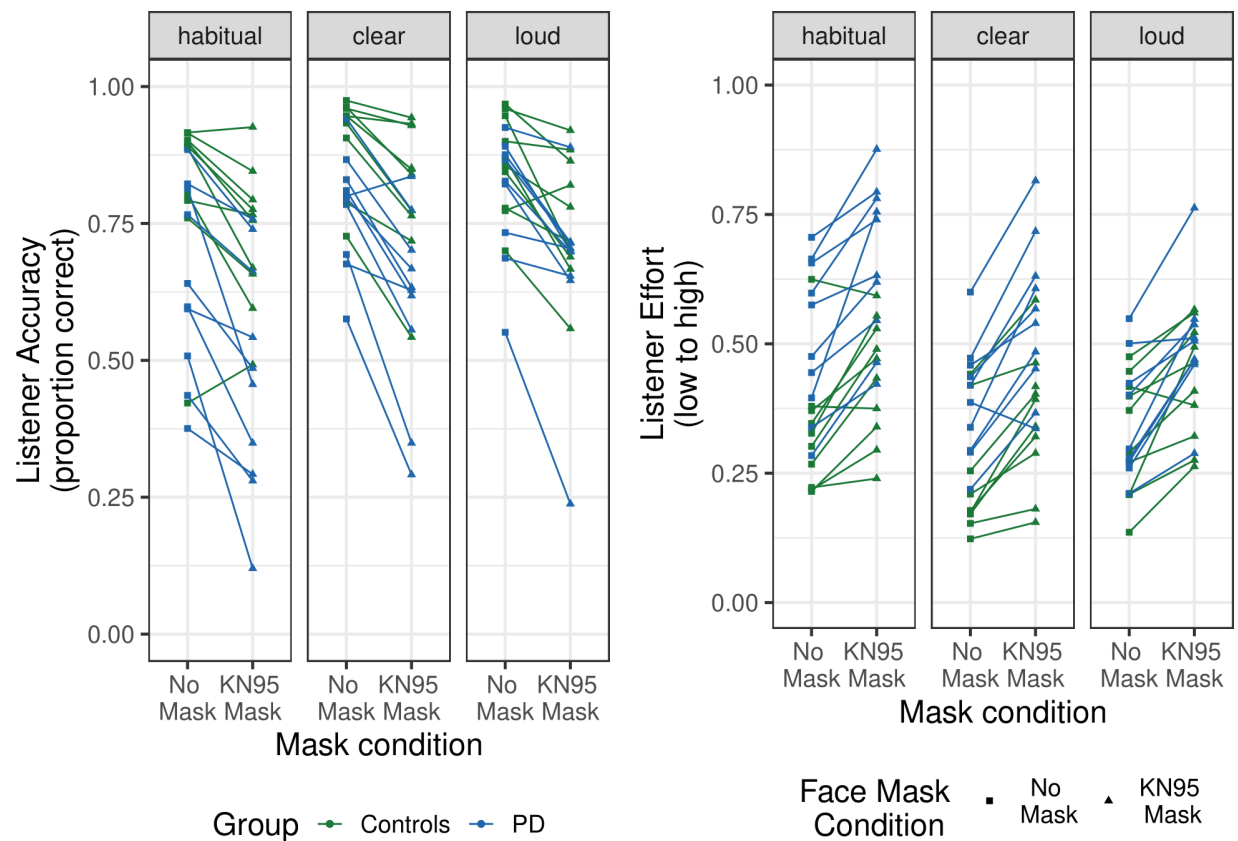 habitual clear loud
1.00
0.75
0.50
0.25
0.00
Listener Accuracy
(proportion correct)
No KN95 No KN95 No KN95
Mask Mask Mask Mask Mask Mask
Mask condition
Group Controls PD
habitual clear loud
1.00
0.75
0.50
0.25
0.00
Listener Effort
(low to high)
No KN95 No KN95 No KN95
Mask Mask Mask Mask Mask Mask
Mask condition
Face Mask
Condition
No
Mask
KN95
Mask